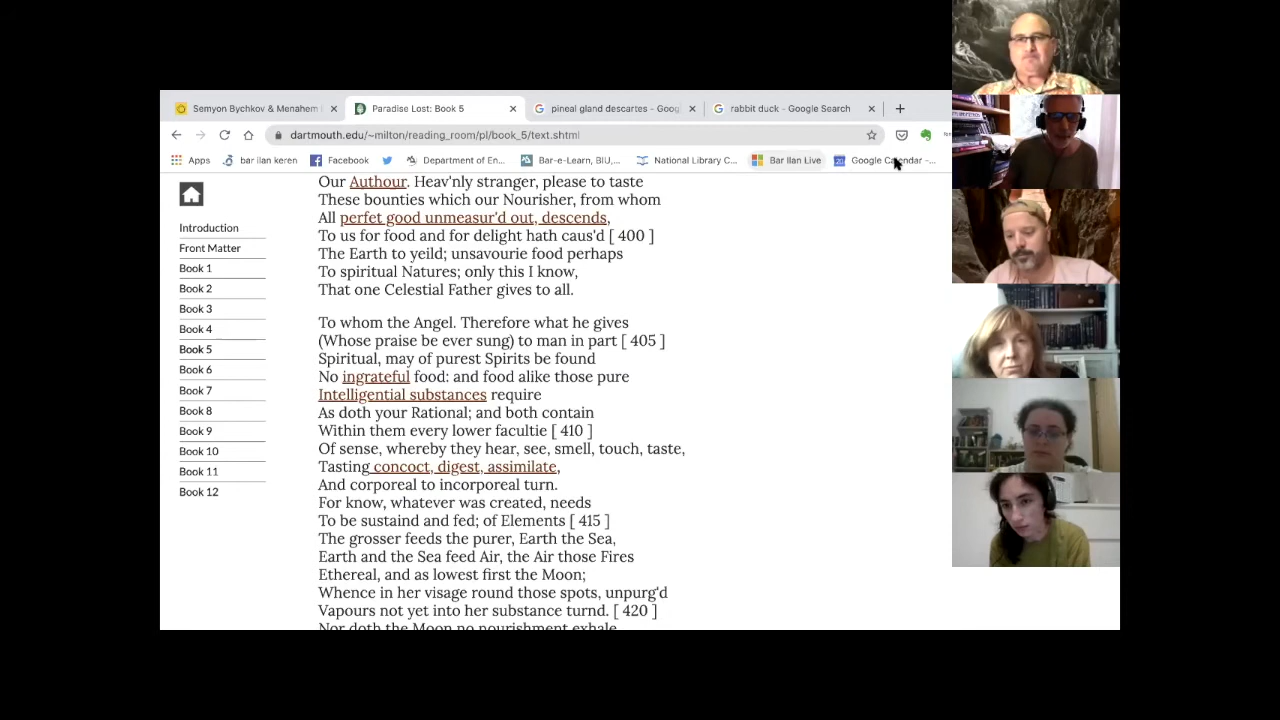 Semyon Bychkov & Menahem
Paradise Lost: Book 5
pineal gland descartes - Goog
rabbit duck - Google Search
dartmouth.edu/~milton/reading_room/pl/book_5/text.shtml
Apps
bar ilan keren
Facebook
Department of En...
Bar-e-Learn, BIU,...
National Library C...
Bar Ilan Live
Google Calendar -...
Introduction
Front Matter
Book 1
Book 2
Book 3
Book 4
Book 5
Book 6
Book 7
Book 8
Book 9
Book 10
Book 11
Book 12
Our Authour. Heav'nly stranger, please to taste
These bounties which our Nourisher, from whom
All perfet good unmeasur'd out, descends,
To us for food and for delight hath caus'd [ 400 ]
The Earth to yeild; unsavourie food perhaps
To spiritual Natures; only this I know,
That one Celestial Father gives to all.
To whom the Angel. Therefore what he gives
(Whose praise be ever sung) to man in part [ 405 ]
Spiritual, may of purest Spirits be found
No ingrateful food: and food alike those pure
Intelligential substances require
As doth your Rational; and both contain
Within them every lower facultie [ 410 ]
Of sense, whereby they hear, see, smell, touch, taste,
Tasting concoct, digest, assimilate,
And corporeal to incorporeal turn.
For know, whatever was created, needs
To be sustaind and fed; of Elements [ 415 ]
The grosser feeds the purer, Earth the Sea,
Earth and the Sea feed Air, the Air those Fires
Ethereal, and as lowest first the Moon;
Whence in her visage round those spots, unpurg'd
Vapours not yet into her substance turnd. [ 420 ]
Nor doth the Moon no nourishment exhale